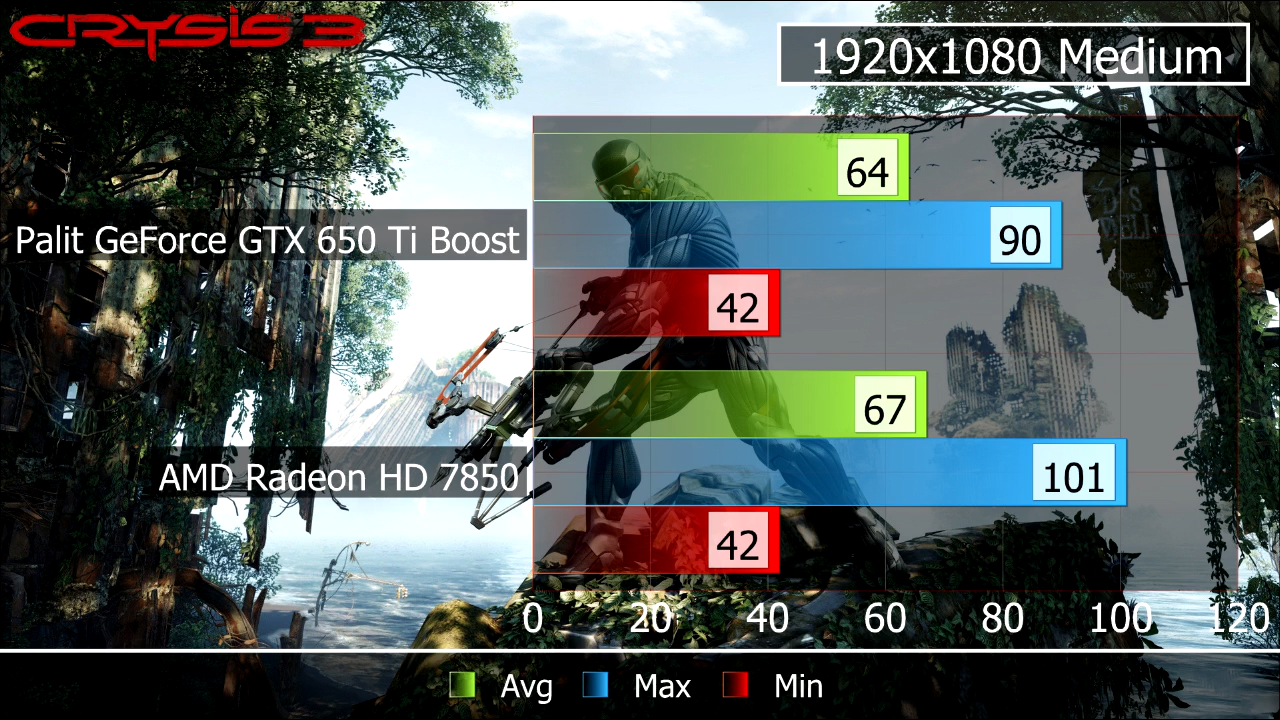 CRYSIS 3
1920x1080 Medium
64
Palit GeForce GTX 650 Ti Boost
90
42
67
AMD Radeon HD 7850
101
42
0 20 40 60 80 100 120
Avg Max Min